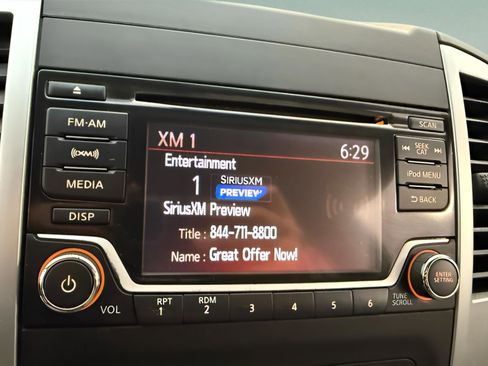 FM·AM
XM
MEDIA
DISP
VOL
XM 1
6:29
Entertainment
1
SIRIUSXM
PREVIEW
SiriusXM Preview
Title : 844-711-8800
Name : Great Offer Now!
SCAN
SEEK
CAT
iPod MENU
BACK
ENTER
SETTING
TUNE
SCROLL
RPT
1
RDM
2
3
4
5
6